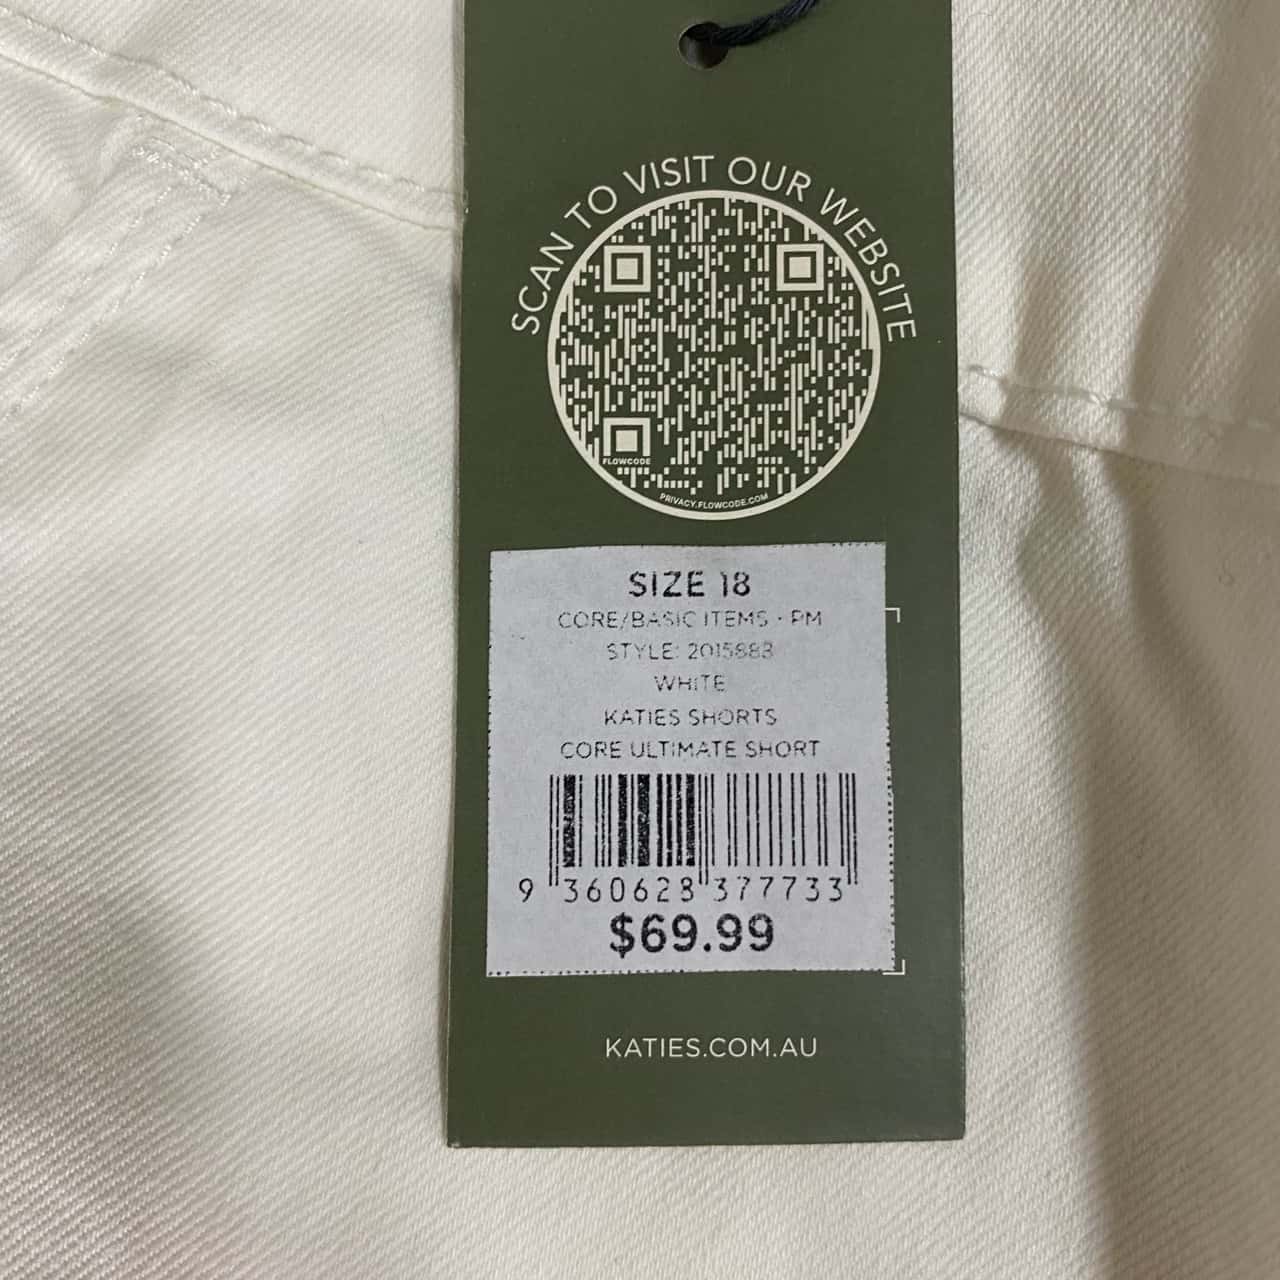 SCAN TO VISIT OUR WEBSITE
FLOWCODE
PRIVACY.FLOWCODE.COM
SIZE 18
CORE/BASIC ITEMS - PM
STYLE: 2015883
WHITE
KATIES SHORTS
CORE ULTIMATE SHORT
9 360628 377733
$69.99
KATIES.COM.AU